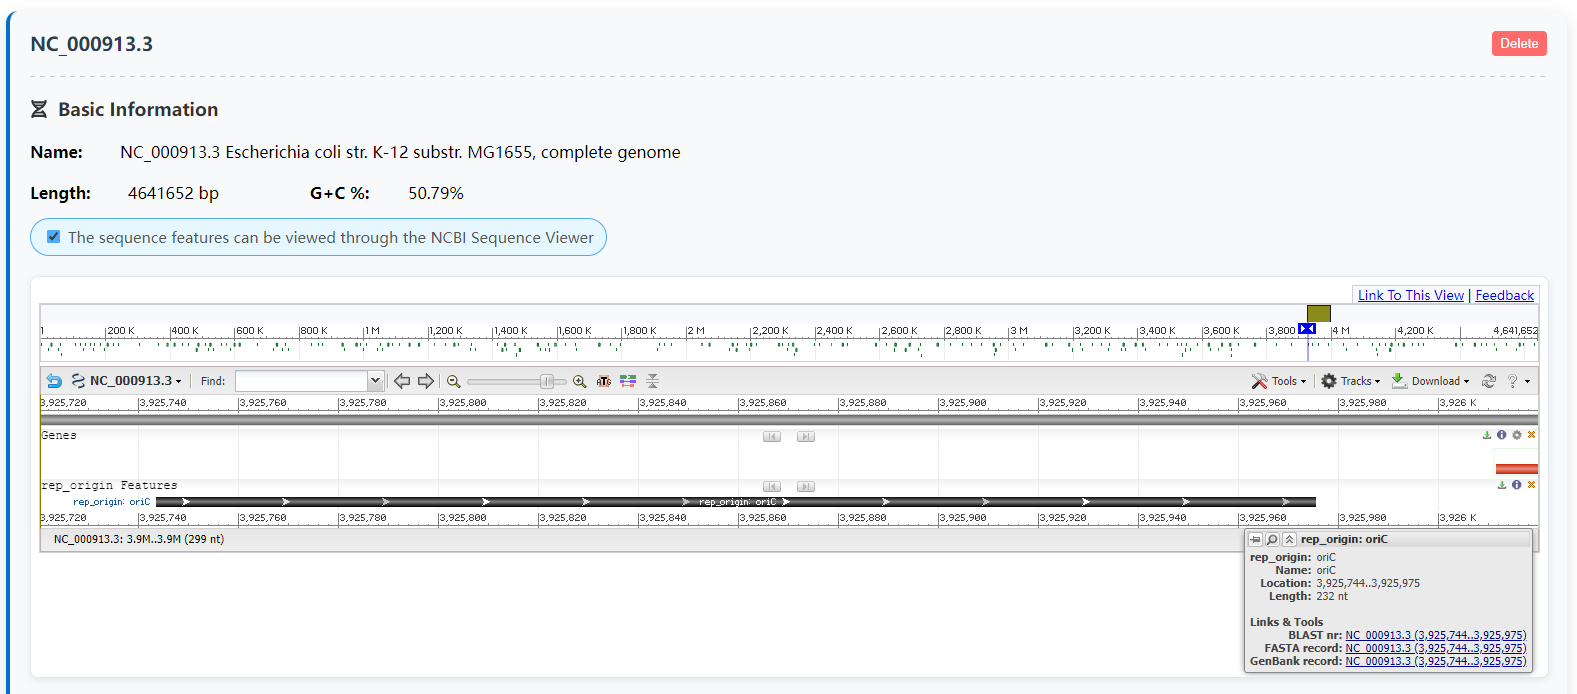 NC_000913.3
Delete
Basic Information
Name: NC_000913.3 Escherichia coli str. K-12 substr. MG1655, complete genome
Length: 4641652 bp G+C %: 50.79%
The sequence features can be viewed through the NCBI Sequence Viewer
Link To This View | Feedback
1 200 K 400 K 600 K 800 K 1 M 1,200 K 1,400 K 1,600 K 1,800 K 2 M 2,200 K 2,400 K 2,600 K 2,800 K 3 M 3,200 K 3,400 K 3,600 K 3,800 4 M 4,200 K 4,641,652
NC_000913.3 Find: ATG Tools Tracks Download ?
3,925,720 3,925,740 3,925,760 3,925,780 3,925,800 3,925,820 3,925,840 3,925,860 3,925,880 3,925,900 3,925,920 3,925,940 3,925,960 3,925,980 3,926 K
Genes
rep_origin Features
rep_origin: oriC rep_origin: oriC
3,925,720 3,925,740 3,925,760 3,925,780 3,925,800 3,925,820 3,925,840 3,925,860 3,925,880 3,925,900 3,925,920 3,925,940 3,925,960 3,925,980 3,926 K
NC_000913.3: 3.9M..3.9M (299 nt)
rep_origin: oriC
rep_origin: oriC
Name: oriC
Location: 3,925,744..3,925,975
Length: 232 nt
Links & Tools
BLAST nr: NC_000913.3 (3,925,744..3,925,975)
FASTA record: NC_000913.3 (3,925,744..3,925,975)
GenBank record: NC_000913.3 (3,925,744..3,925,975)